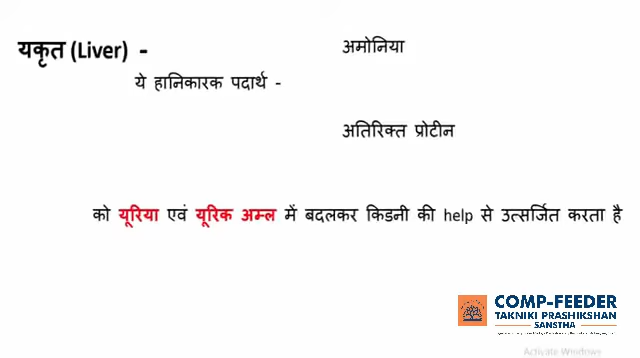 यकृत (Liver) -
अमोनिया
ये हानिकारक पदार्थ -
अतिरिक्त प्रोटीन
को यूरिया एवं यूरिक अम्ल में बदलकर किडनी की help से उत्सर्जित करता है
COMP-FEEDER
TAKNIKI PRASHIKSHAN
SANSTHA
Activate Windows